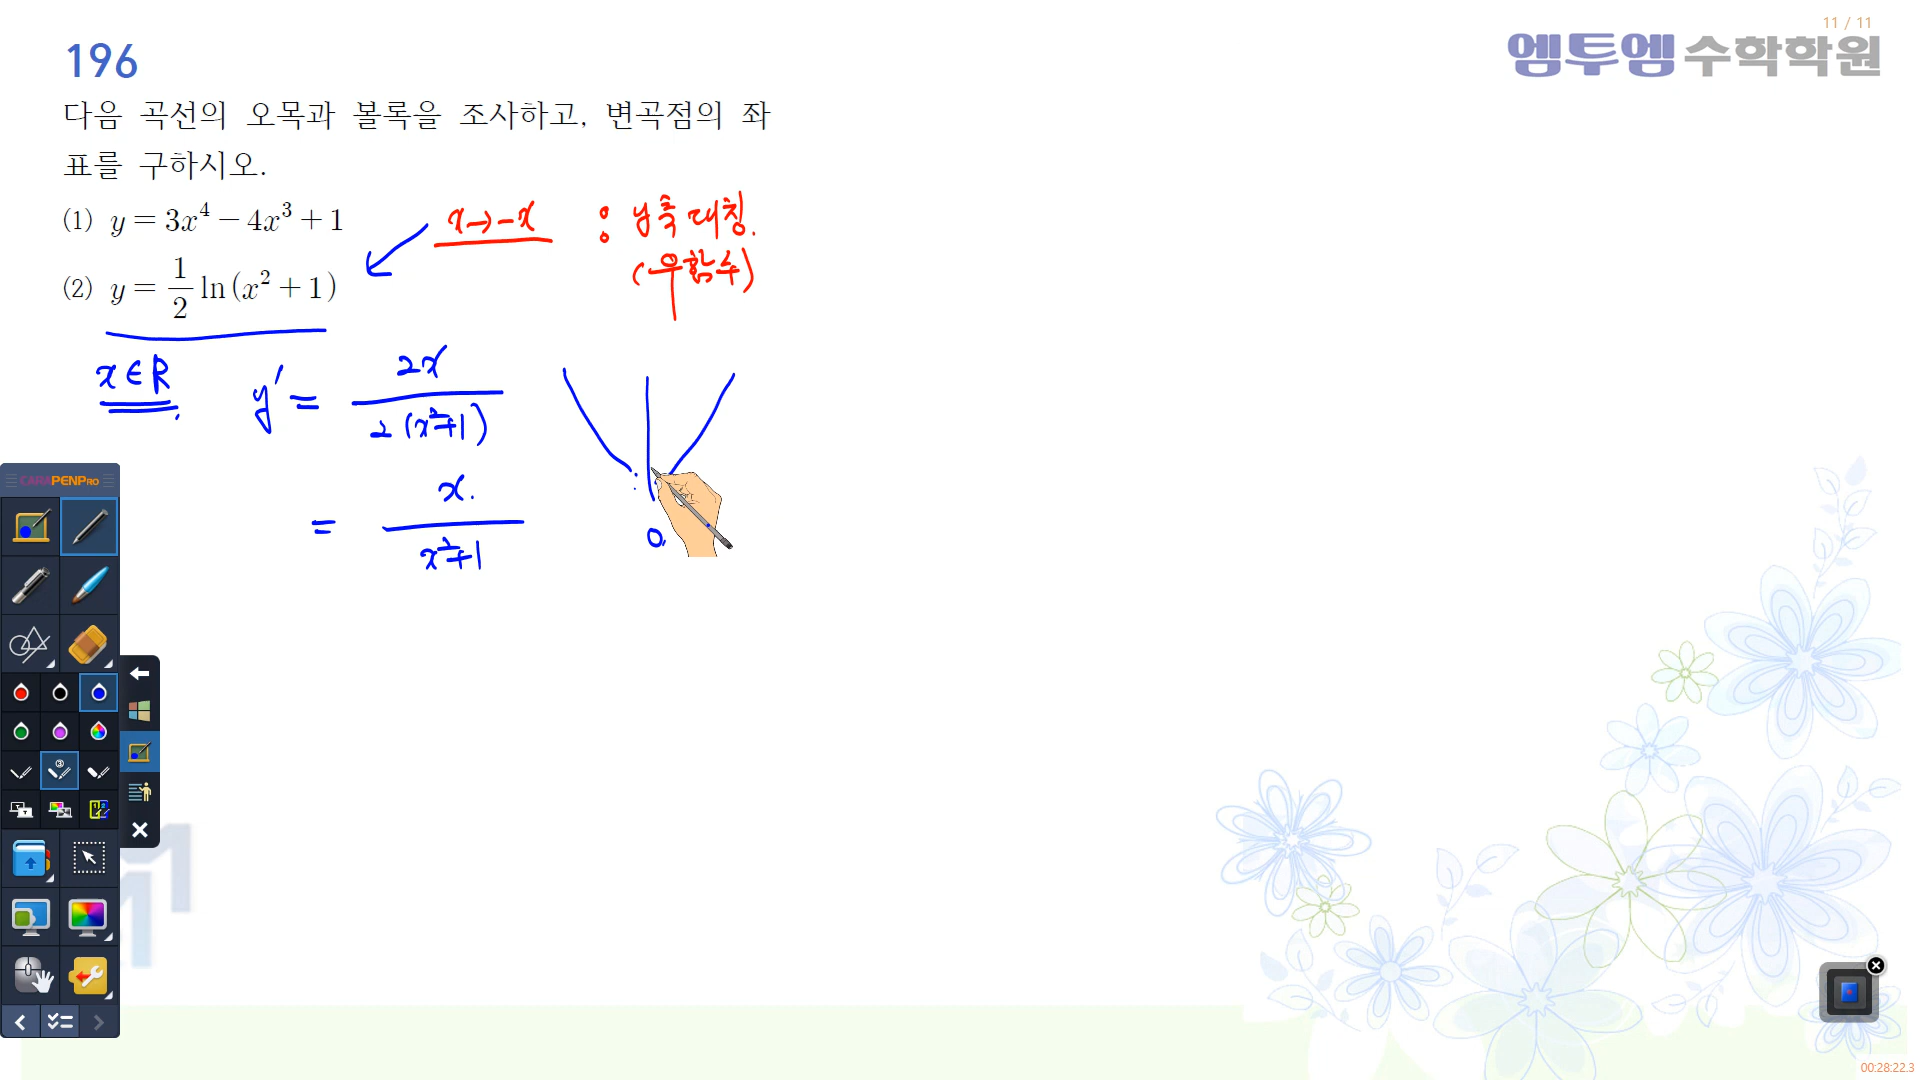 11 / 11
엠투엠수학학원
196
다음 곡선의 오목과 볼록을 조사하고, 변곡점의 좌
표를 구하시오.
(1) y = 3x⁴ − 4x³ + 1
x → −x : y축 대칭.
(우함수)
(2) y = 1/2 ln(x² + 1)
x ∈ R
y′ = 2x / 2(x²+1)
= x. / x²+1
0.
CARAPENPRO
00:28:22.3